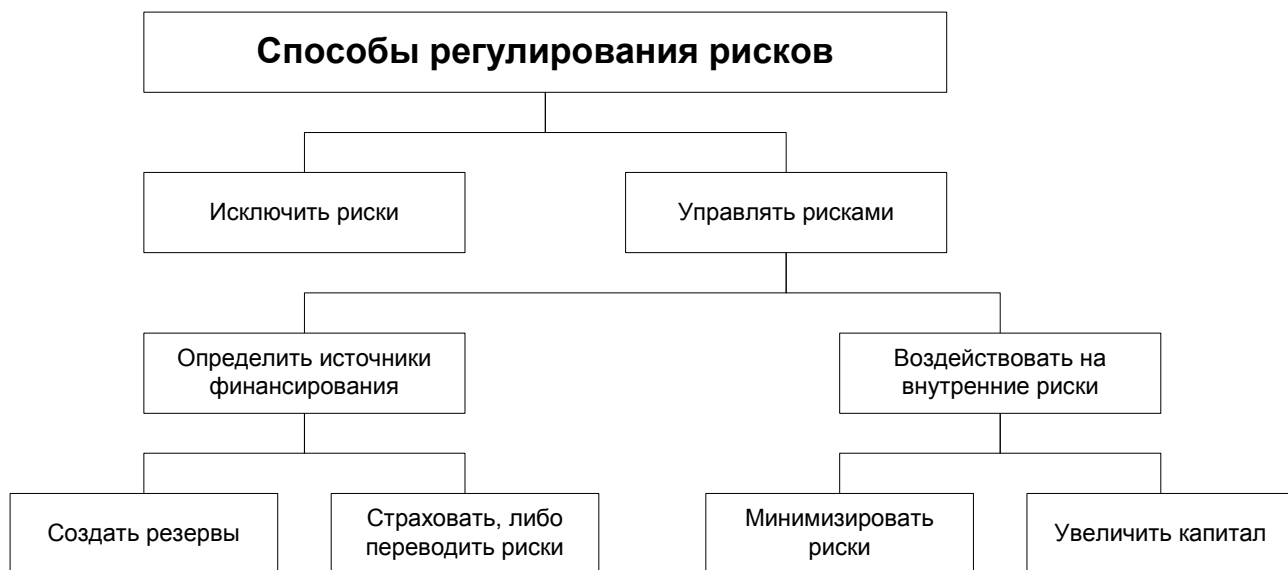 Способы регулирования рисков
Исключить риски
Управлять рисками
Определить источники
финансирования
Воздействовать на
внутренние риски
Создать резервы
Страховать, либо
переводить риски
Минимизировать
риски
Увеличить капитал